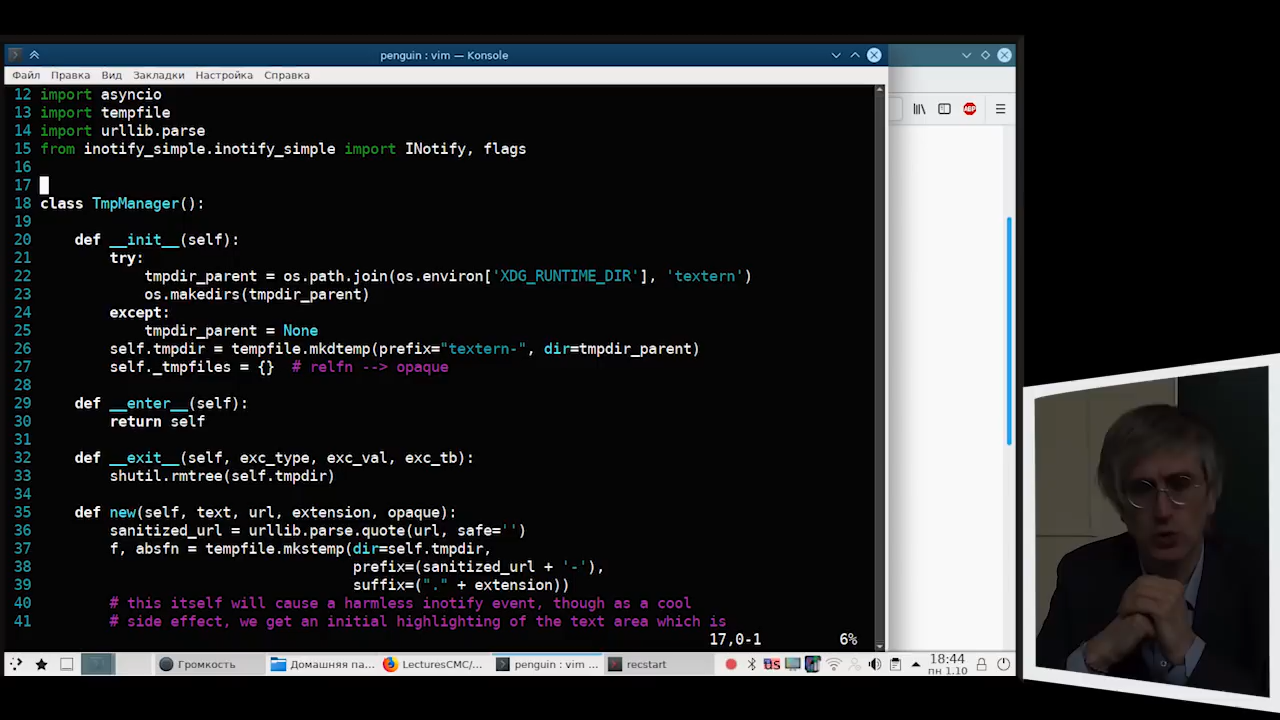 penguin : vim — Konsole
Файл Правка Вид Закладки Настройка Справка
ABP
12 import asyncio
13 import tempfile
14 import urllib.parse
15 from inotify_simple.inotify_simple import INotify, flags
16
17
18 class TmpManager():
19
20 def __init__(self):
21 try:
22 tmpdir_parent = os.path.join(os.environ['XDG_RUNTIME_DIR'], 'textern')
23 os.makedirs(tmpdir_parent)
24 except:
25 tmpdir_parent = None
26 self.tmpdir = tempfile.mkdtemp(prefix="textern-", dir=tmpdir_parent)
27 self._tmpfiles = {} # relfn --> opaque
28
29 def __enter__(self):
30 return self
31
32 def __exit__(self, exc_type, exc_val, exc_tb):
33 shutil.rmtree(self.tmpdir)
34
35 def new(self, text, url, extension, opaque):
36 sanitized_url = urllib.parse.quote(url, safe='')
37 f, absfn = tempfile.mkstemp(dir=self.tmpdir,
38 prefix=(sanitized_url + '-'),
39 suffix=("." + extension))
40 # this itself will cause a harmless inotify event, though as a cool
41 # side effect, we get an initial highlighting of the text area which is
17,0-1 6%
Громкость Домашняя па... LecturesCMC/... penguin : vim ... recstart us 18:44
пн 1.10